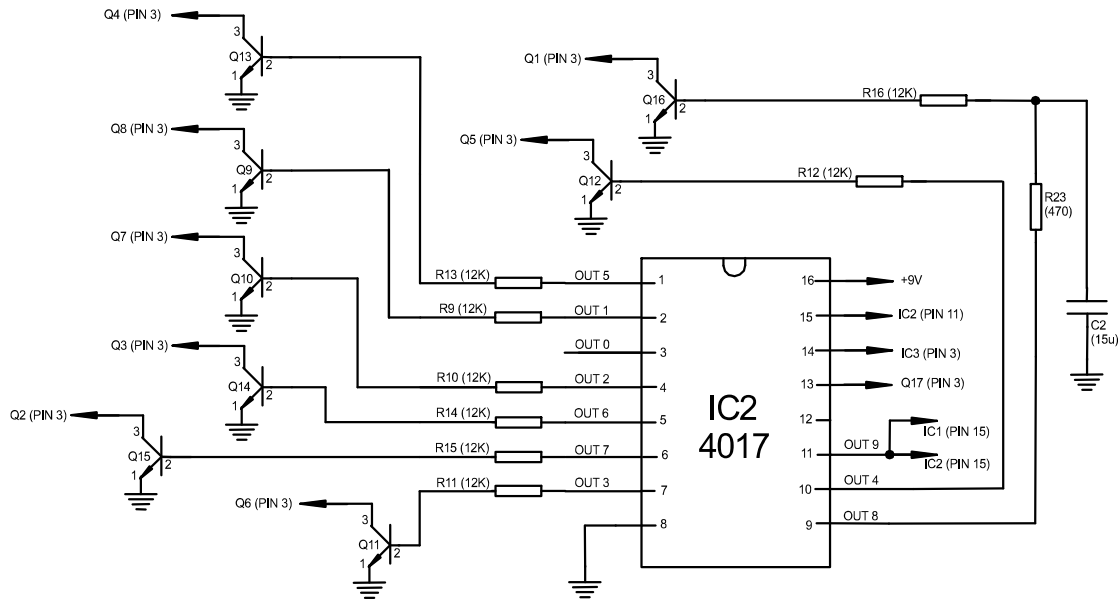 Q4 (PIN 3)
3
Q13
2
1
Q1 (PIN 3)
3
Q16
2
1
R16 (12K)
Q8 (PIN 3)
3
Q9
2
1
Q5 (PIN 3)
3
Q12
2
1
R12 (12K)
R23
(470)
Q7 (PIN 3)
3
Q10
2
1
R13 (12K)
OUT 5
1
16
+9V
R9 (12K)
OUT 1
2
15
IC2 (PIN 11)
C2
(15u)
Q3 (PIN 3)
3
Q14
2
1
OUT 0
3
14
IC3 (PIN 3)
R10 (12K)
OUT 2
4
13
Q17 (PIN 3)
IC2
4017
Q2 (PIN 3)
3
Q15
2
1
R14 (12K)
OUT 6
5
12
IC1 (PIN 15)
R15 (12K)
OUT 7
6
11
OUT 9
IC2 (PIN 15)
R11 (12K)
OUT 3
7
10
OUT 4
Q6 (PIN 3)
3
Q11
2
1
8
9
OUT 8